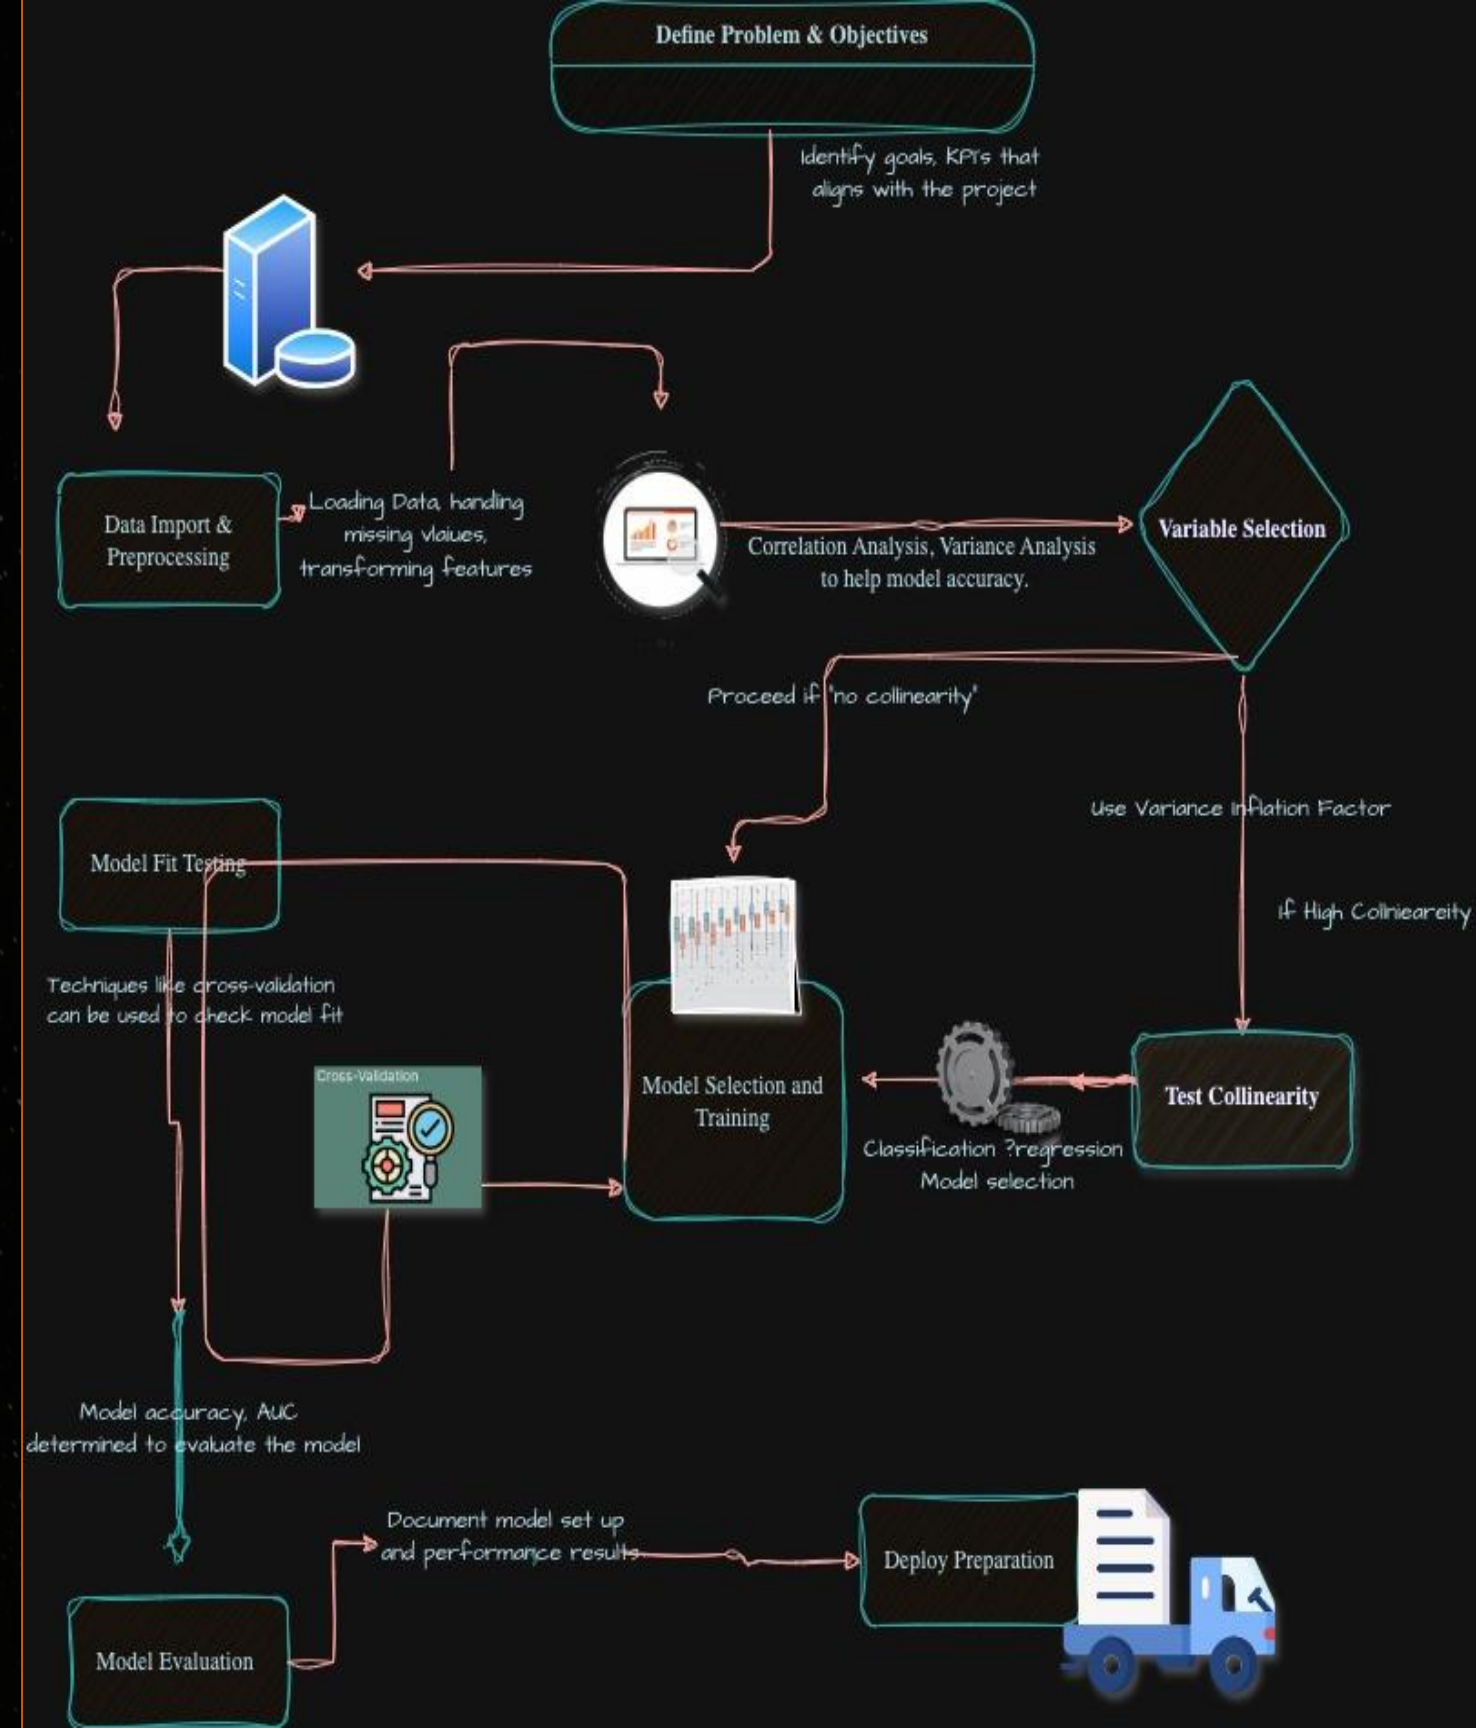 Define Problem & Objectives
Identify goals, KPI's that
aligns with the project
Data Import &
Preprocessing
Loading Data, handling
missing vlaiues,
transforming features
Correlation Analysis, Variance Analysis
to help model accuracy.
Variable Selection
Proceed if "no collinearity"
Use Variance Inflation Factor
If High Collnieareity
Model Fit Testing
Techniques like cross-validation
can be used to check model fit
Cross-Validation
Model Selection and
Training
Classification ?regression
Model selection
Test Collinearity
Model accuracy, AUC
determined to evaluate the model
Document model set up
and performance results
Deploy Preparation
Model Evaluation